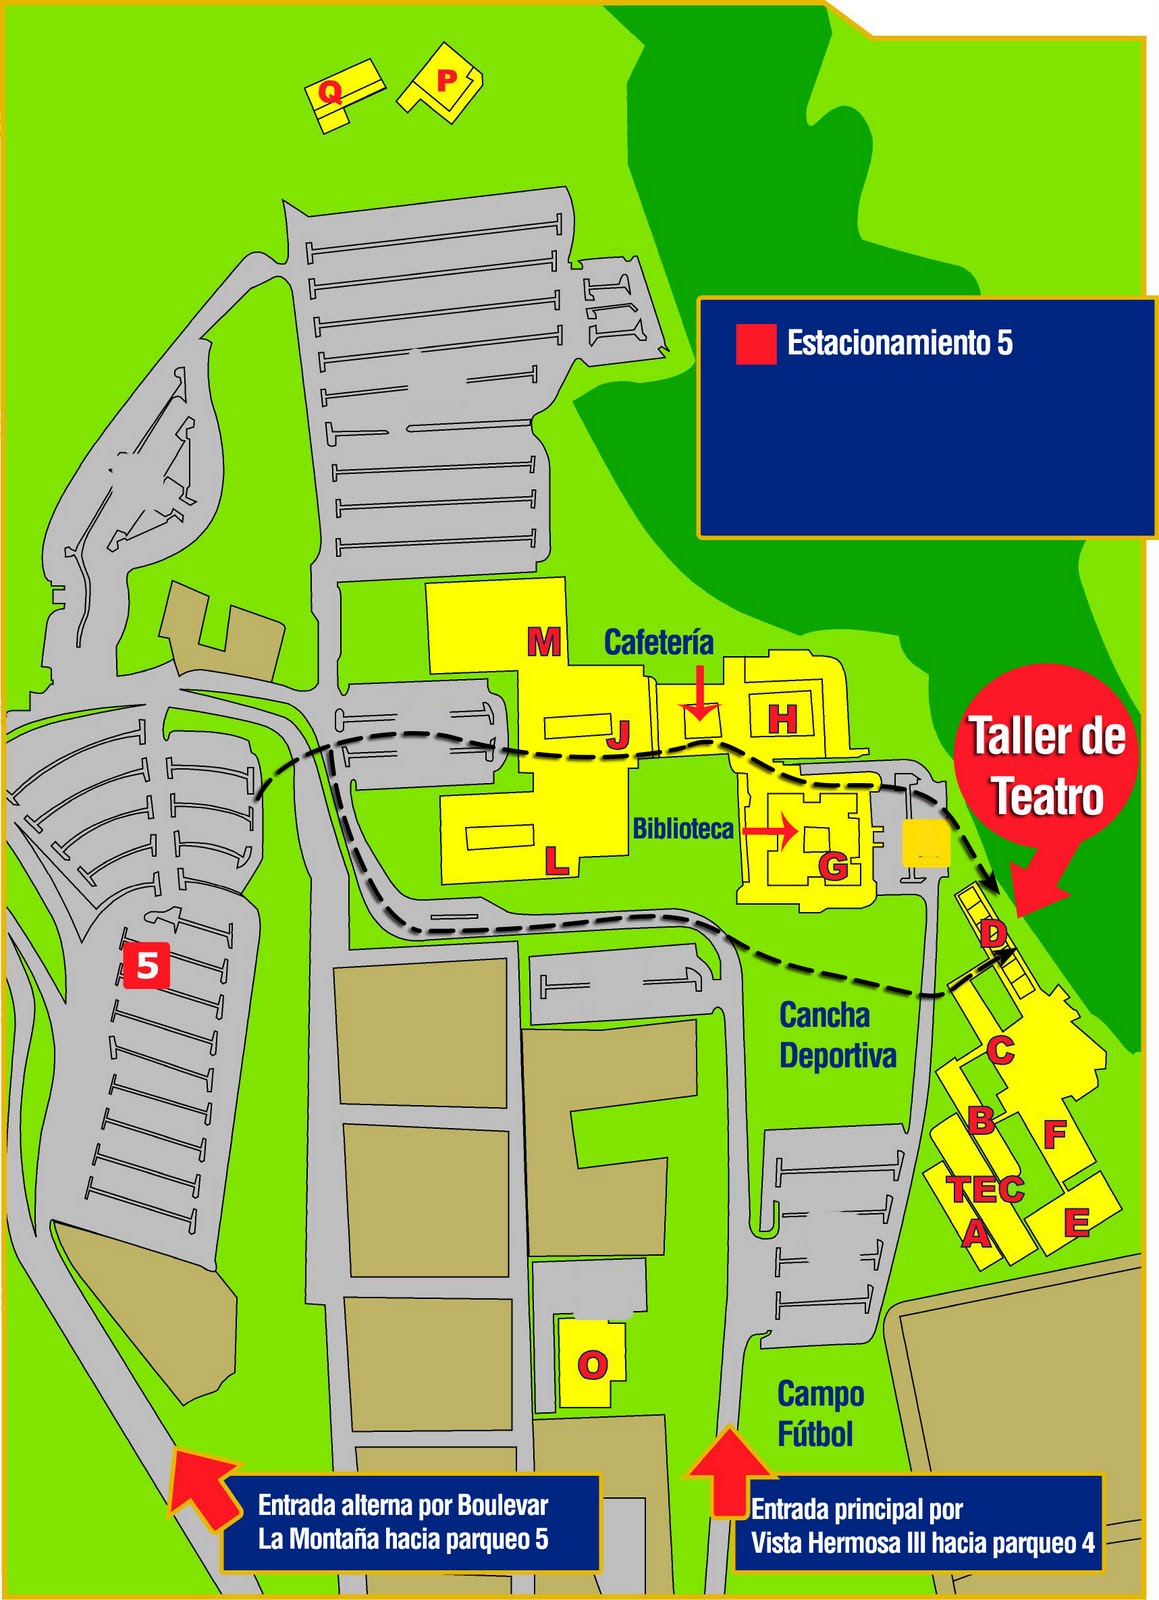 Q
P
Estacionamiento 5
M
Cafetería
J
H
Taller de
Teatro
Biblioteca
L
G
D
5
Cancha
Deportiva
C
B
F
TEC
A
E
O
Campo
Fútbol
Entrada alterna por Boulevar
La Montaña hacia parqueo 5
Entrada principal por
Vista Hermosa III hacia parqueo 4